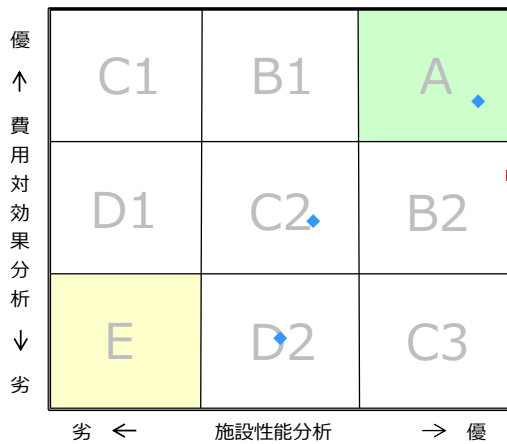 優
↑
費用対効果分析
↓
劣
C1 B1 A
D1 C2 B2
E D2 C3
劣 ← 施設性能分析 → 優